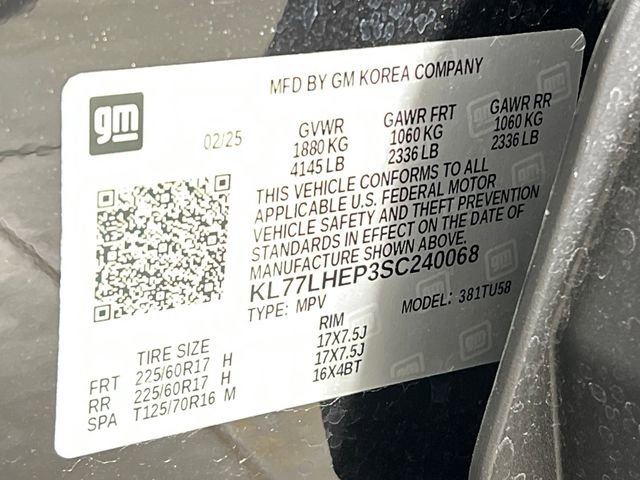 MFD BY GM KOREA COMPANY
gm
02/25
GVWR
1880 KG
4145 LB
GAWR FRT
1060 KG
2336 LB
GAWR RR
1060 KG
2336 LB
THIS VEHICLE CONFORMS TO ALL
APPLICABLE U.S. FEDERAL MOTOR
VEHICLE SAFETY AND THEFT PREVENTION
STANDARDS IN EFFECT ON THE DATE OF
MANUFACTURE SHOWN ABOVE.
KL77LHEP3SC240068
TYPE: MPV
MODEL: 381TU58
TIRE SIZE
RIM
FRT 225/60R17 H 17X7.5J
RR 225/60R17 H 17X7.5J
SPA T125/70R16 M 16X4BT